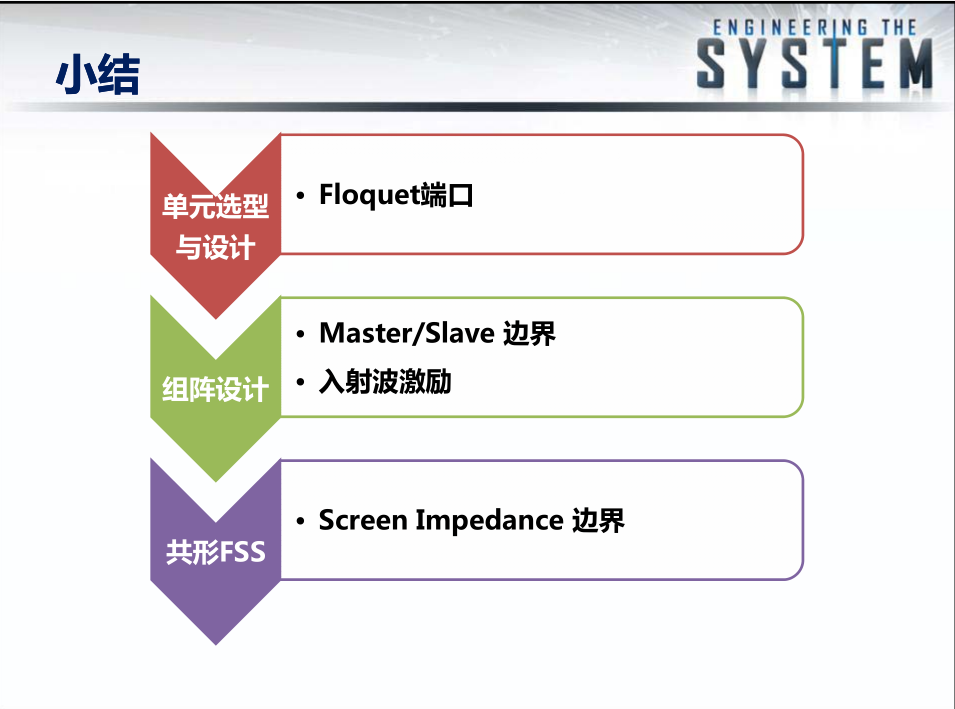 ENGINEERING THE
SYSTEM
小结
单元选型
与设计
• Floquet端口
组阵设计
• Master/Slave 边界
• 入射波激励
共形FSS
• Screen Impedance 边界